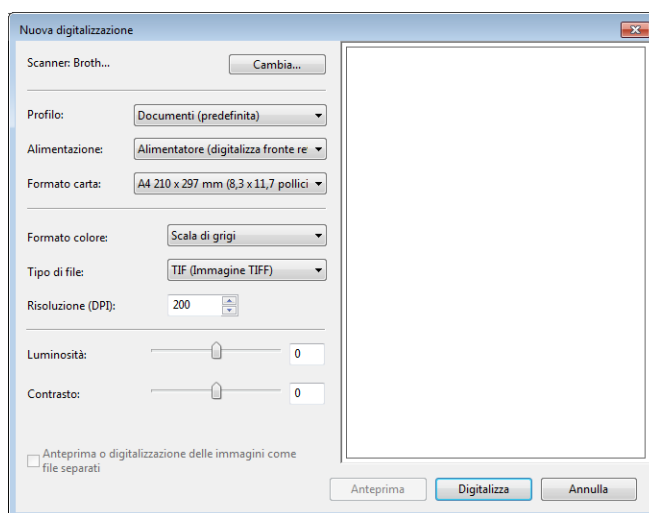 Nuova digitalizzazione
Scanner: Broth... Cambia...
Profilo: Documenti (predefinita)
Alimentazione: Alimentatore (digitalizza fronte re
Formato carta: A4 210 x 297 mm (8,3 x 11,7 pollici
Formato colore: Scala di grigi
Tipo di file: TIF (Immagine TIFF)
Risoluzione (DPI): 200
Luminosità: 0
Contrasto: 0
Anteprima o digitalizzazione delle immagini come
file separati
Anteprima Digitalizza Annulla